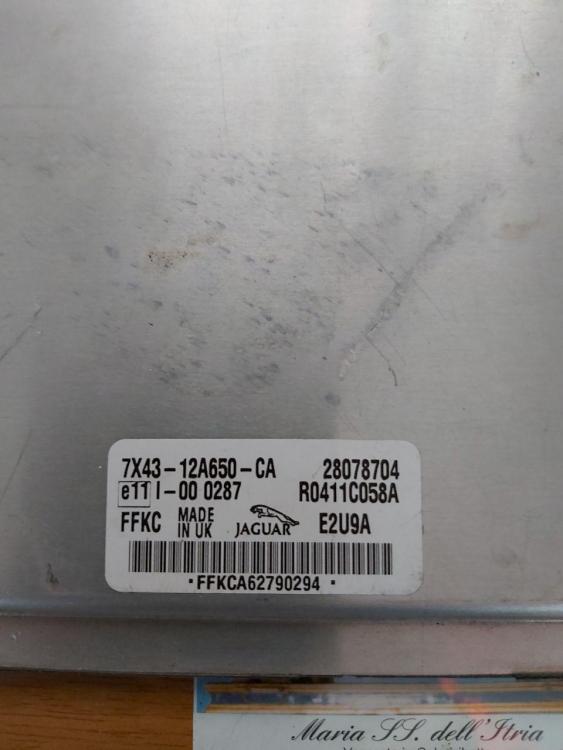 7X43-12A650-CA 28078704
e11 I-00 0287 R0411C058A
FFKC MADE IN UK JAGUAR E2U9A
·FFKCA62790294·
Maria SS. dell'Itria